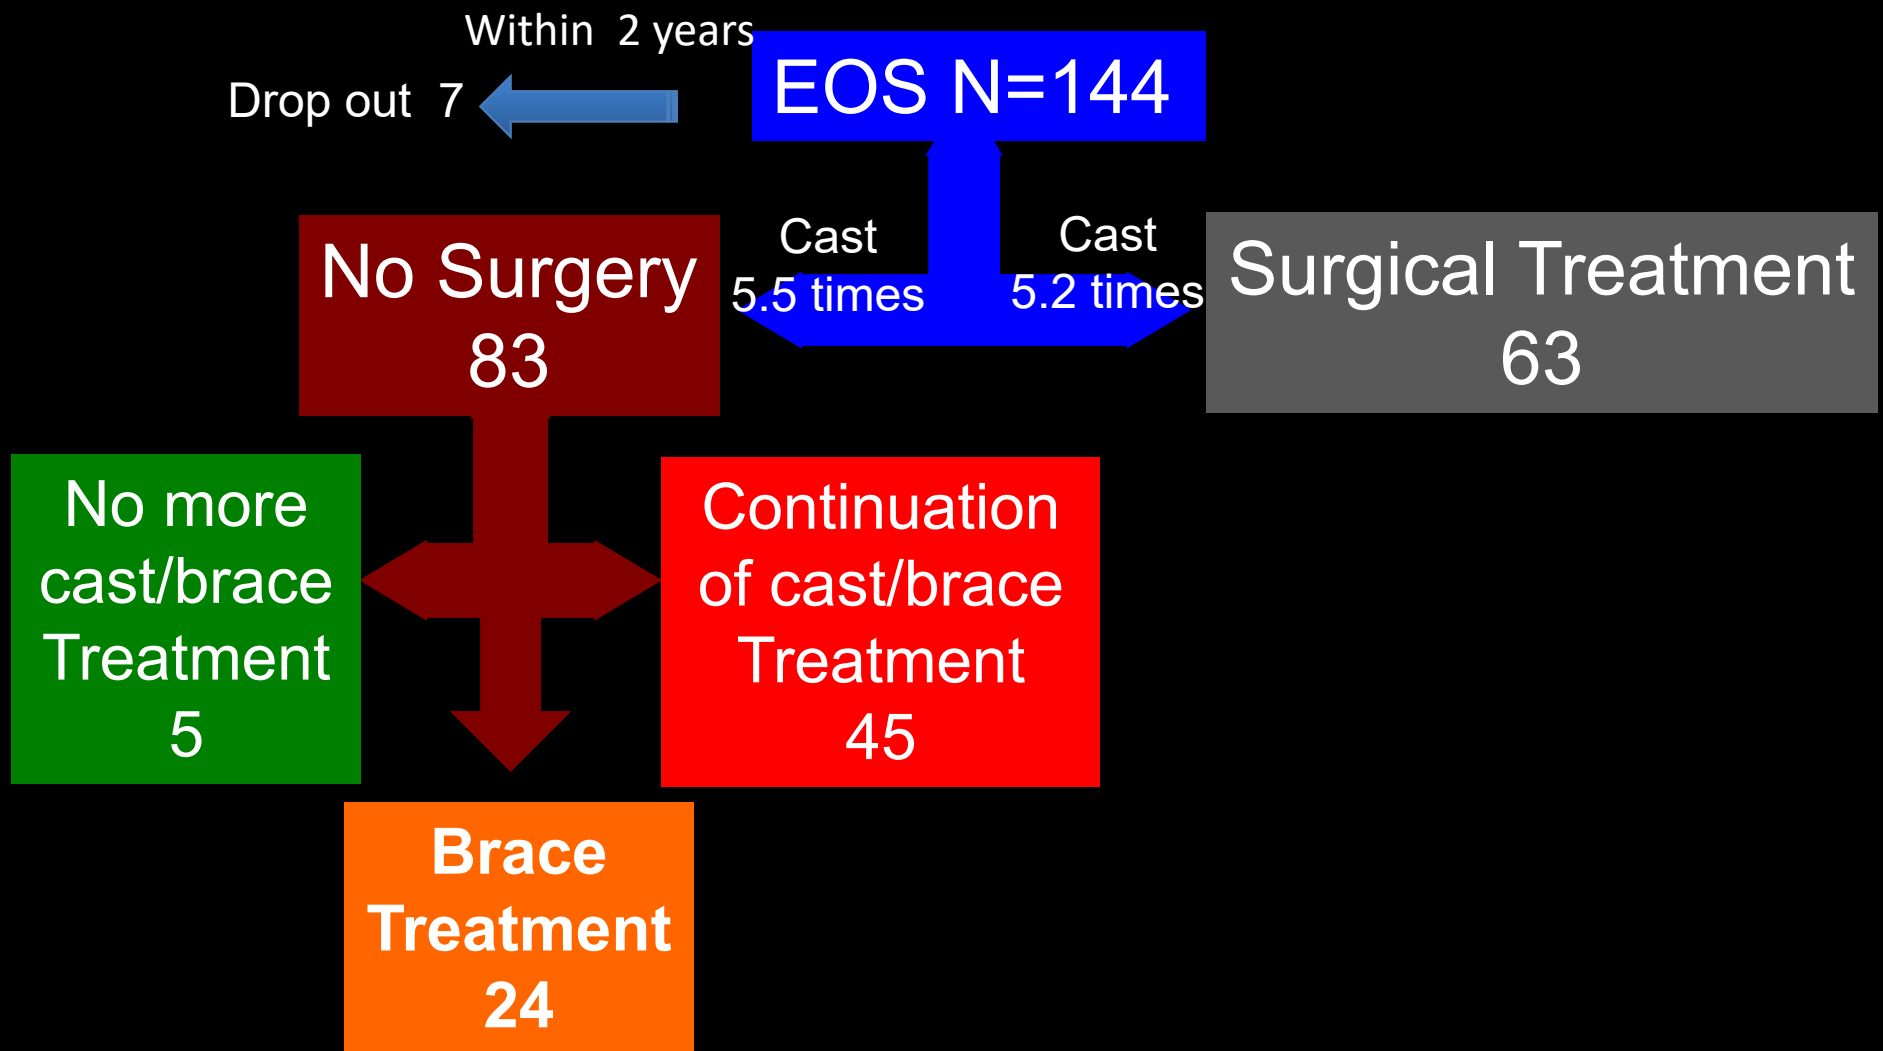 Within 2 years
Drop out 7
EOS N=144
No Surgery
83
Cast
5.5 times
Cast
5.2 times
Surgical Treatment
63
No more
cast/brace
Treatment
5
Continuation
of cast/brace
Treatment
45
Brace
Treatment
24